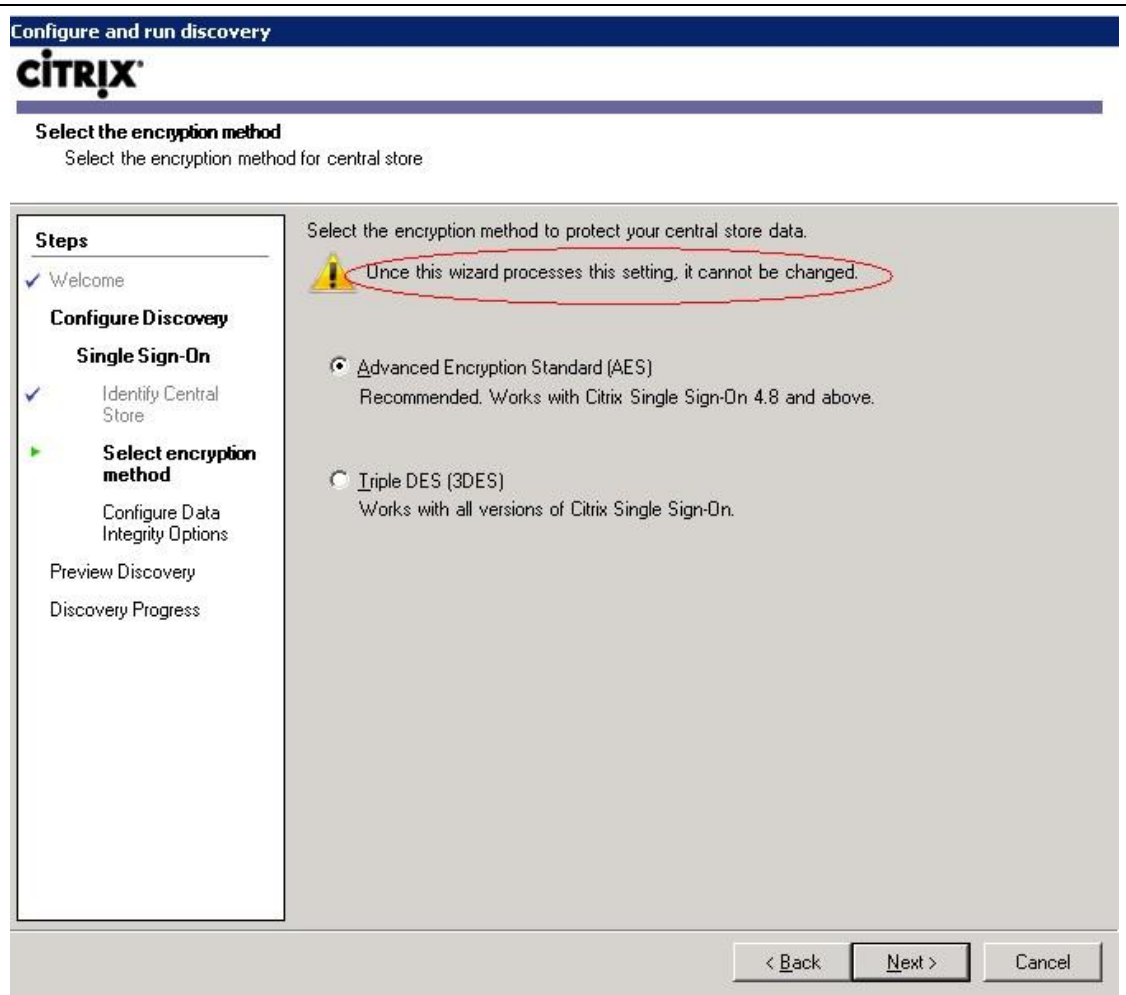 Configure and run discovery
CİTRIX
Select the encryption method
Select the encryption method for central store
Steps
Welcome
Configure Discovery
Single Sign-On
Identify Central
Store
Select encryption
method
Configure Data
Integrity Options
Preview Discovery
Discovery Progress
Select the encryption method to protect your central store data.
Once this wizard processes this setting, it cannot be changed.
Advanced Encryption Standard (AES)
Recommended. Works with Citrix Single Sign-On 4.8 and above.
Triple DES (3DES)
Works with all versions of Citrix Single Sign-On.
< Back
Next >
Cancel